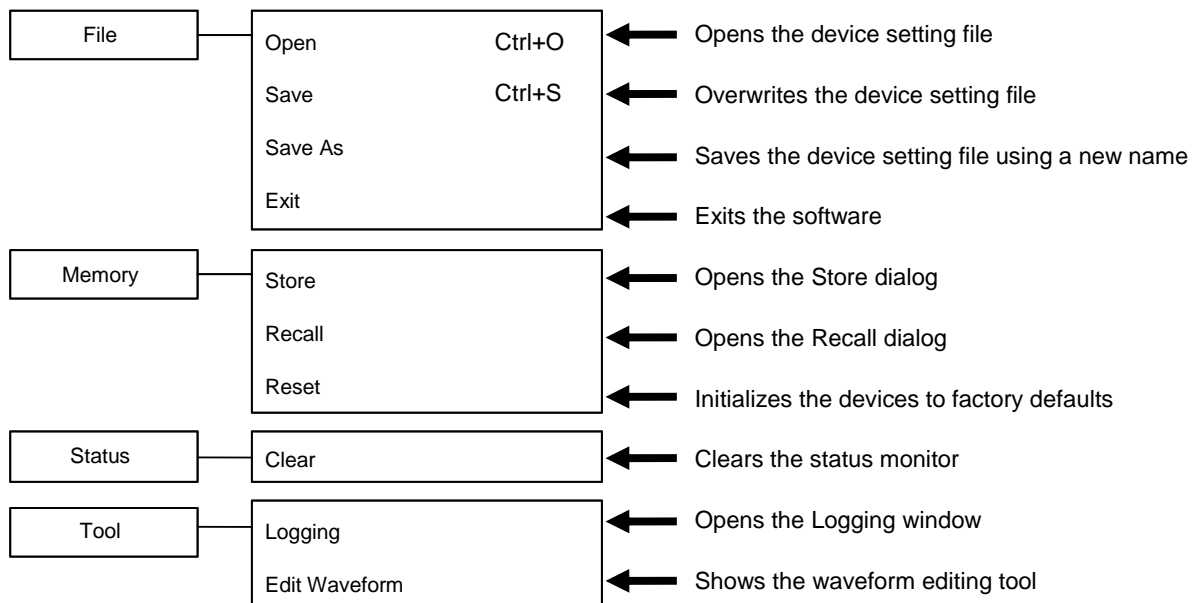 File
Open Ctrl+O Opens the device setting file
Save Ctrl+S Overwrites the device setting file
Save As Saves the device setting file using a new name
Exit Exits the software
Memory
Store Opens the Store dialog
Recall Opens the Recall dialog
Reset Initializes the devices to factory defaults
Status
Clear Clears the status monitor
Tool
Logging Opens the Logging window
Edit Waveform Shows the waveform editing tool